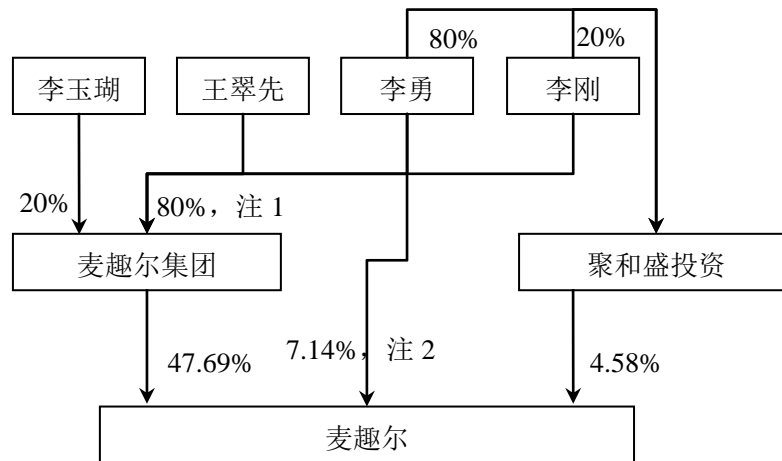 80%
20%
李玉瑚
王翠先
李勇
李刚
20%
80%，注 1
麦趣尔集团
聚和盛投资
47.69%
7.14%，注 2
4.58%
麦趣尔